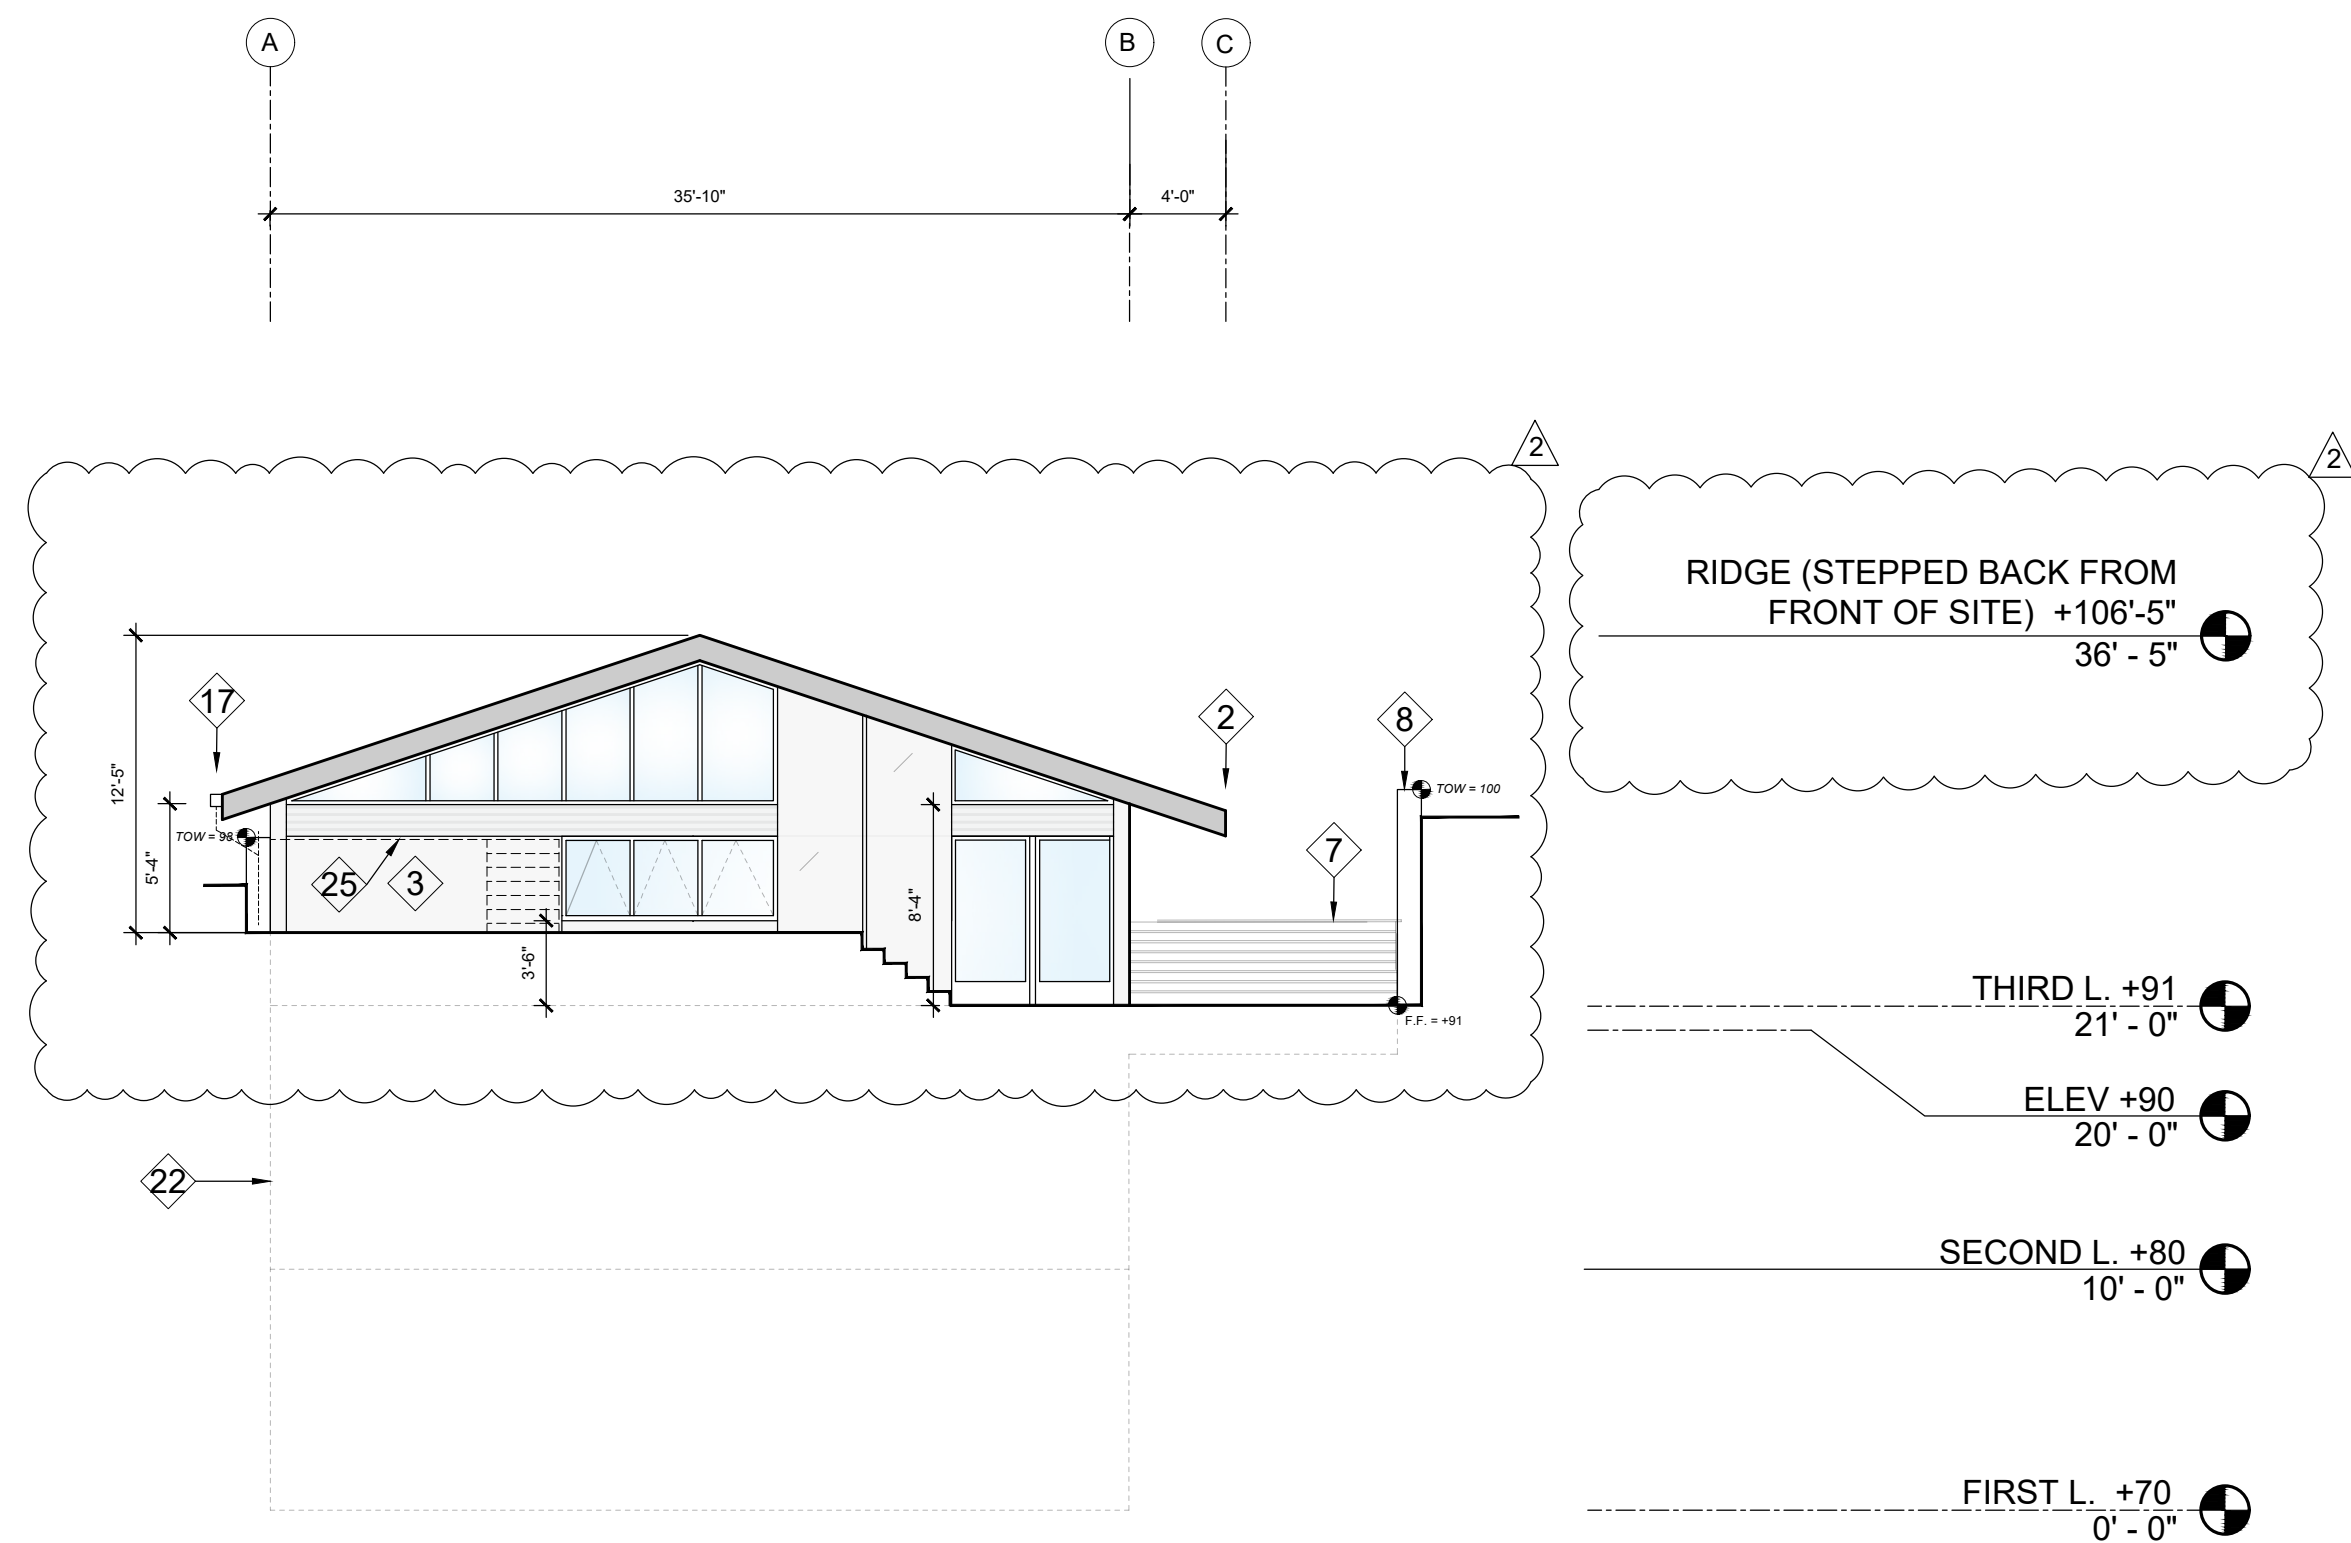 A
B
C
35'-10"
4'-0"
2
2
RIDGE (STEPPED BACK FROM
FRONT OF SITE) +106'-5"
36' - 5"
17
2
8
12'-5"
TOW = 100
TOW = 98
5'-4"
25
3
7
8'-4"
3'-6"
F.F. = +91
THIRD L. +91
21' - 0"
ELEV +90
20' - 0"
22
SECOND L. +80
10' - 0"
FIRST L. +70
0' - 0"